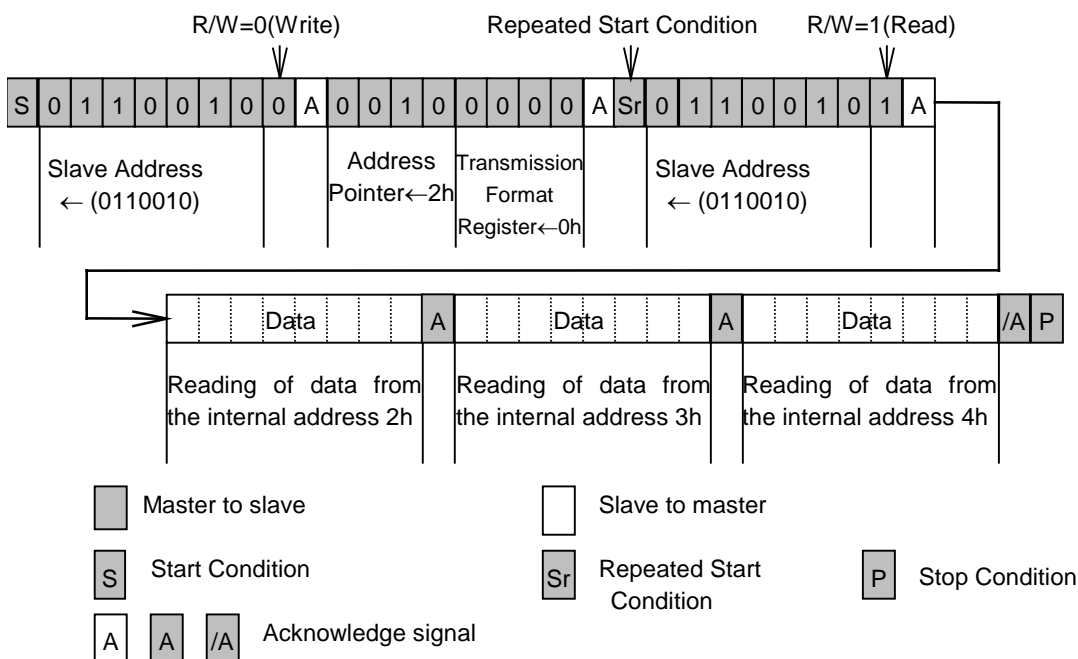 R/W=0(Write) Repeated Start Condition R/W=1(Read)
S 0 1 1 0 0 1 0 0 A 0 0 1 0 0 0 0 0 A Sr 0 1 1 0 0 1 0 1 A
Slave Address
← (0110010)
Address
Pointer←2h
Transmission
Format
Register←0h
Slave Address
← (0110010)
Data A Data A Data /A P
Reading of data from
the internal address 2h
Reading of data from
the internal address 3h
Reading of data from
the internal address 4h
Master to slave
Slave to master
S Start Condition
Sr Repeated Start
Condition
P Stop Condition
A A /A Acknowledge signal